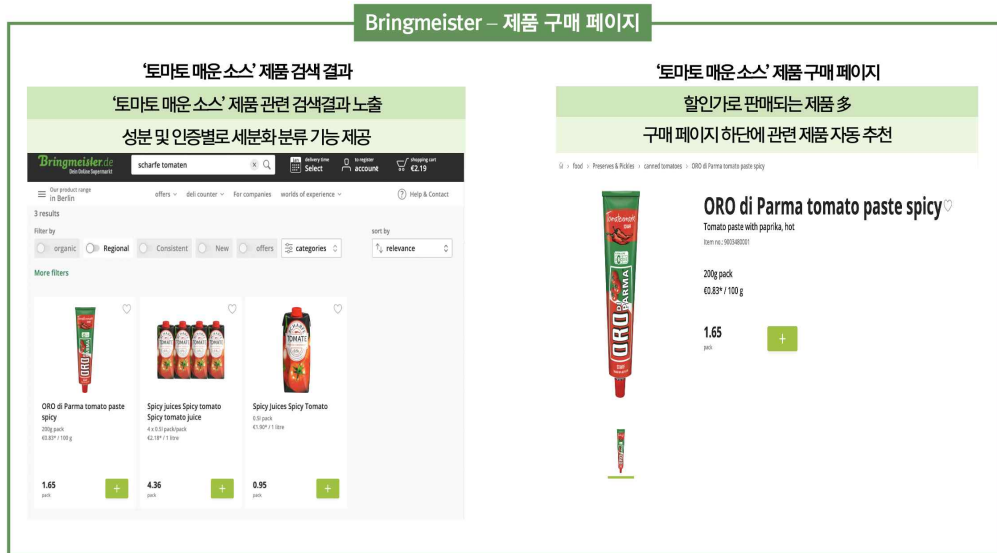 Bringmeister – 제품 구매 페이지
‘토마토 매운 소스’ 제품 검색 결과
‘토마토 매운 소스’ 제품 관련 검색결과 노출
성분 및 인증별로 세분화 분류 기능 제공
Bringmeister.de
Dein Online Supermarkt
scharfe tomaten
delivery time
Select
to register
account
shopping cart
€2.19
Our product range
in Berlin
offers
deli counter
For companies
worlds of experience
Help & Contact
3 results
Filter by
sort by
organic
Regional
Consistent
New
offers
categories
relevance
More filters
ORO di Parma tomato paste
spicy
200g pack
€0.83* / 100 g
1.65
pack
Spicy juices Spicy tomato
Spicy tomato juice
4 x 0.5l pack/pack
€2.18* / 1 litre
4.36
pack
Spicy Juices Spicy Tomato
0.5l pack
€1.90* / 1 litre
0.95
pack
‘토마토 매운 소스’ 제품 구매 페이지
할인가로 판매되는 제품 多
구매 페이지 하단에 관련 제품 자동 추천
> food > Preserves & Pickles > canned tomatoes > ORO di Parma tomato paste spicy
ORO di Parma tomato paste spicy
Tomato paste with paprika, hot
item no.: 9003480001
200g pack
€0.83* / 100 g
1.65
pack
ORO DI PARMA